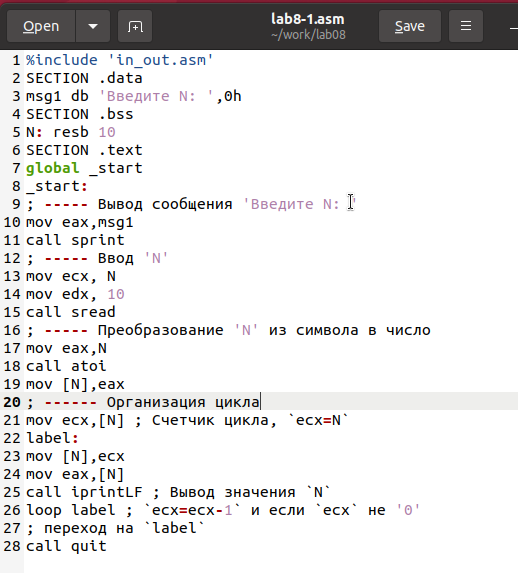 Open lab8-1.asm Save
~/work/lab08
1 %include 'in_out.asm'
2 SECTION .data
3 msg1 db 'Введите N: ',0h
4 SECTION .bss
5 N: resb 10
6 SECTION .text
7 global _start
8 _start:
9 ; ----- Вывод сообщения 'Введите N: '
10 mov eax,msg1
11 call sprint
12 ; ----- Ввод 'N'
13 mov ecx, N
14 mov edx, 10
15 call sread
16 ; ----- Преобразование 'N' из символа в число
17 mov eax,N
18 call atoi
19 mov [N],eax
20 ; ------ Организация цикла
21 mov ecx,[N] ; Счетчик цикла, `ecx=N`
22 label:
23 mov [N],ecx
24 mov eax,[N]
25 call iprintLF ; Вывод значения `N`
26 loop label ; `ecx=ecx-1` и если `ecx` не '0'
27 ; переход на `label`
28 call quit